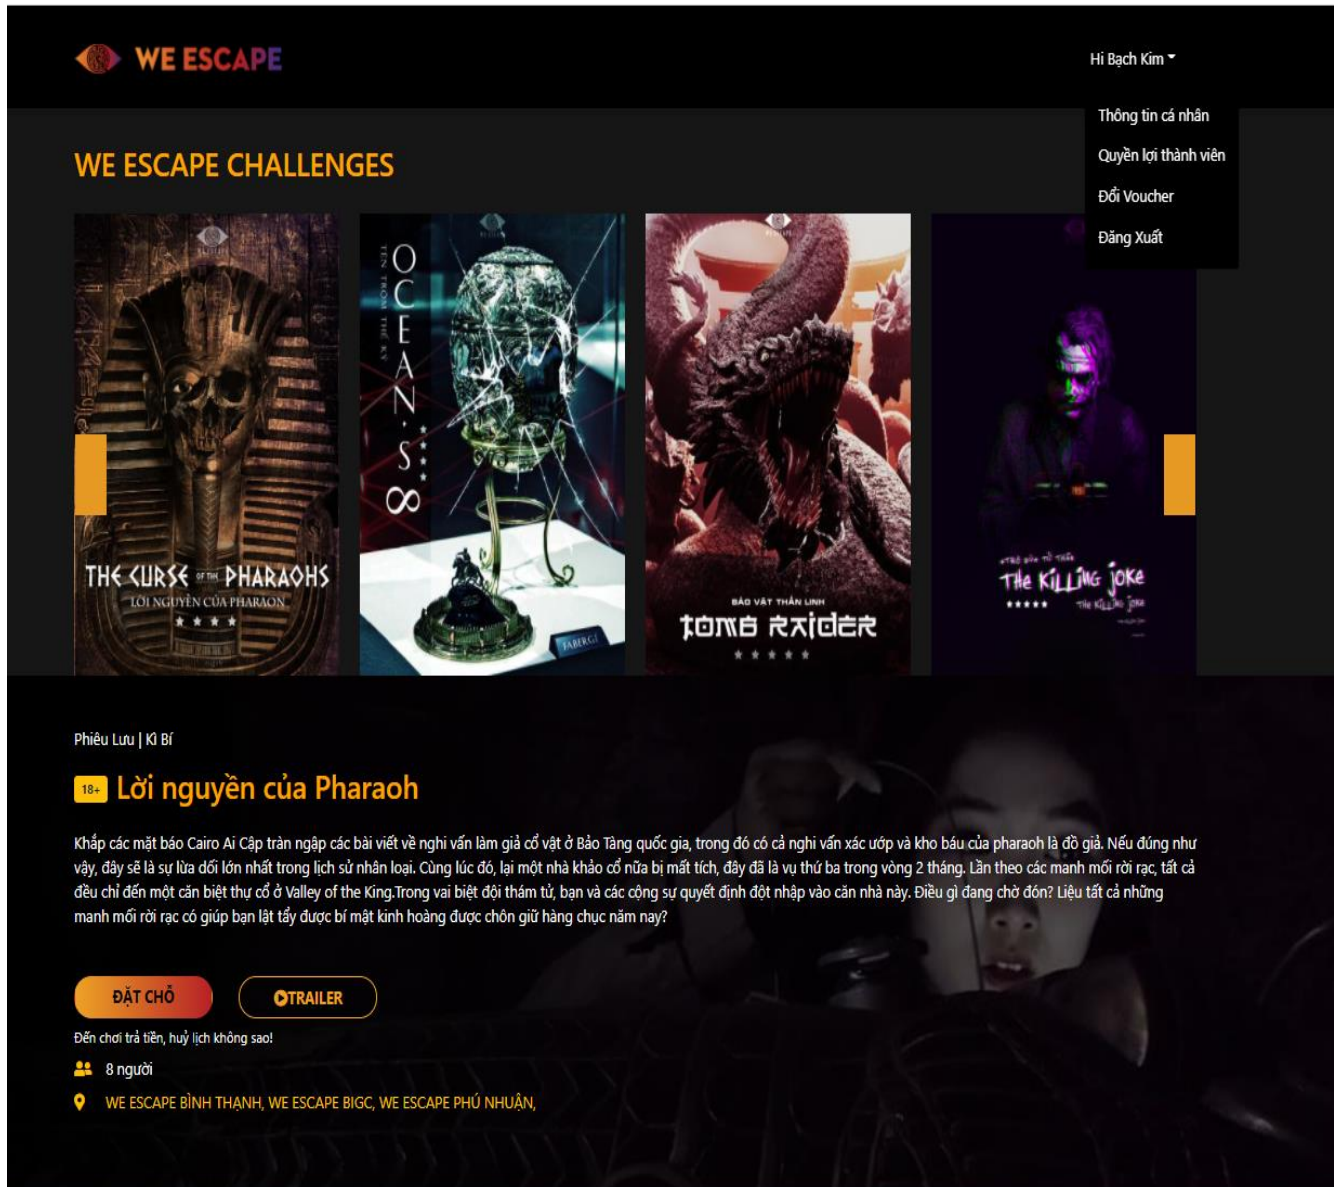 WE ESCAPE
Hi Bạch Kim
Thông tin cá nhân
Quyền lợi thành viên
Đổi Voucher
Đăng Xuất
WE ESCAPE CHALLENGES
THE CURSE OF THE PHARAOHS
LỜI NGUYỀN CỦA PHARAON
OCEAN'S 8
TÊN TRỘM THẾ KỶ
FABERGÉ
BẢO VẬT THẦN LINH
TOMB RAIDER
THE KILLING JOKE
THE KILLING JOKE
Phiêu Lưu | Kì Bí
18+ Lời nguyền của Pharaoh
Khắp các mặt báo Cairo Ai Cập tràn ngập các bài viết về nghi vấn làm giả cổ vật ở Bảo Tàng quốc gia, trong đó có cả nghi vấn xác ướp và kho báu của pharaoh là đồ giả. Nếu đúng như
vậy, đây sẽ là sự lừa dối lớn nhất trong lịch sử nhân loại. Cùng lúc đó, lại một nhà khảo cổ nữa bị mất tích, đây đã là vụ thứ ba trong vòng 2 tháng. Lần theo các manh mối rời rạc, tất cả
đều chỉ đến một căn biệt thự cổ ở Valley of the King.Trong vai biệt đội thám tử, bạn và các cộng sự quyết định đột nhập vào căn nhà này. Điều gì đang chờ đón? Liệu tất cả những
manh mối rời rạc có giúp bạn lật tẩy được bí mật kinh hoàng được chôn giữ hàng chục năm nay?
ĐẶT CHỖ
TRAILER
Đến chơi trả tiền, huỷ lịch không sao!
8 người
WE ESCAPE BÌNH THẠNH, WE ESCAPE BIGC, WE ESCAPE PHÚ NHUẬN,